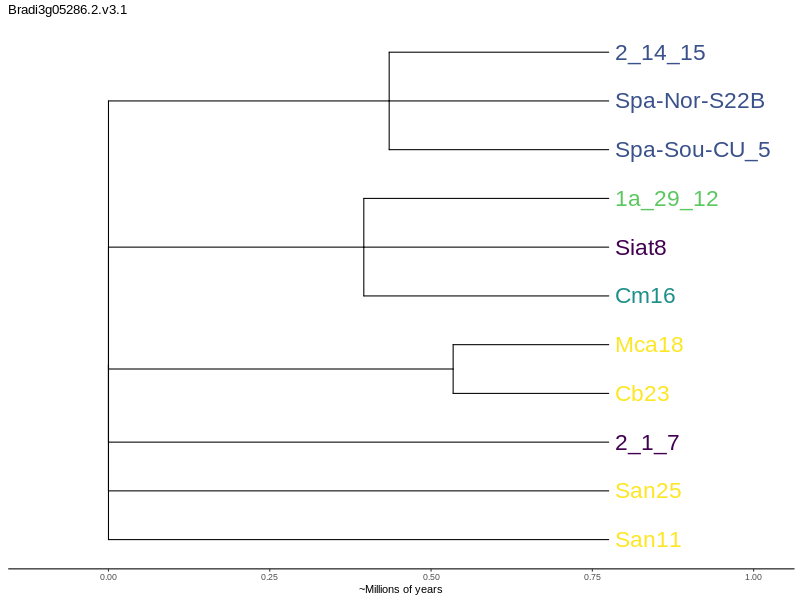 Bradi3g05286.2.v3.1
2_14_15
Spa-Nor-S22B
Spa-Sou-CU_5
1a_29_12
Siat8
Cm16
Mca18
Cb23
2_1_7
San25
San11
0.00 0.25 0.50 0.75 1.00
~Millions of years